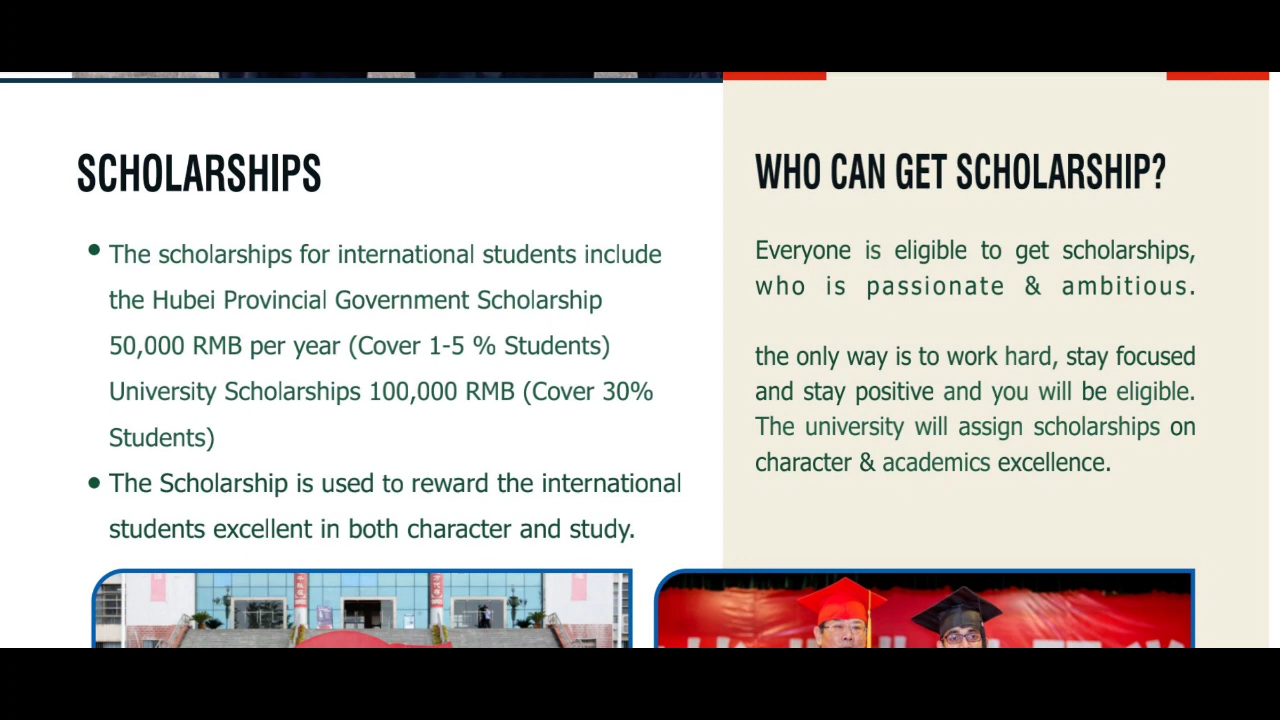 SCHOLARSHIPS
The scholarships for international students include
the Hubei Provincial Government Scholarship
50,000 RMB per year (Cover 1-5 % Students)
University Scholarships 100,000 RMB (Cover 30%
Students)
The Scholarship is used to reward the international
students excellent in both character and study.
WHO CAN GET SCHOLARSHIP?
Everyone is eligible to get scholarships,
who is passionate & ambitious.
the only way is to work hard, stay focused
and stay positive and you will be eligible.
The university will assign scholarships on
character & academics excellence.